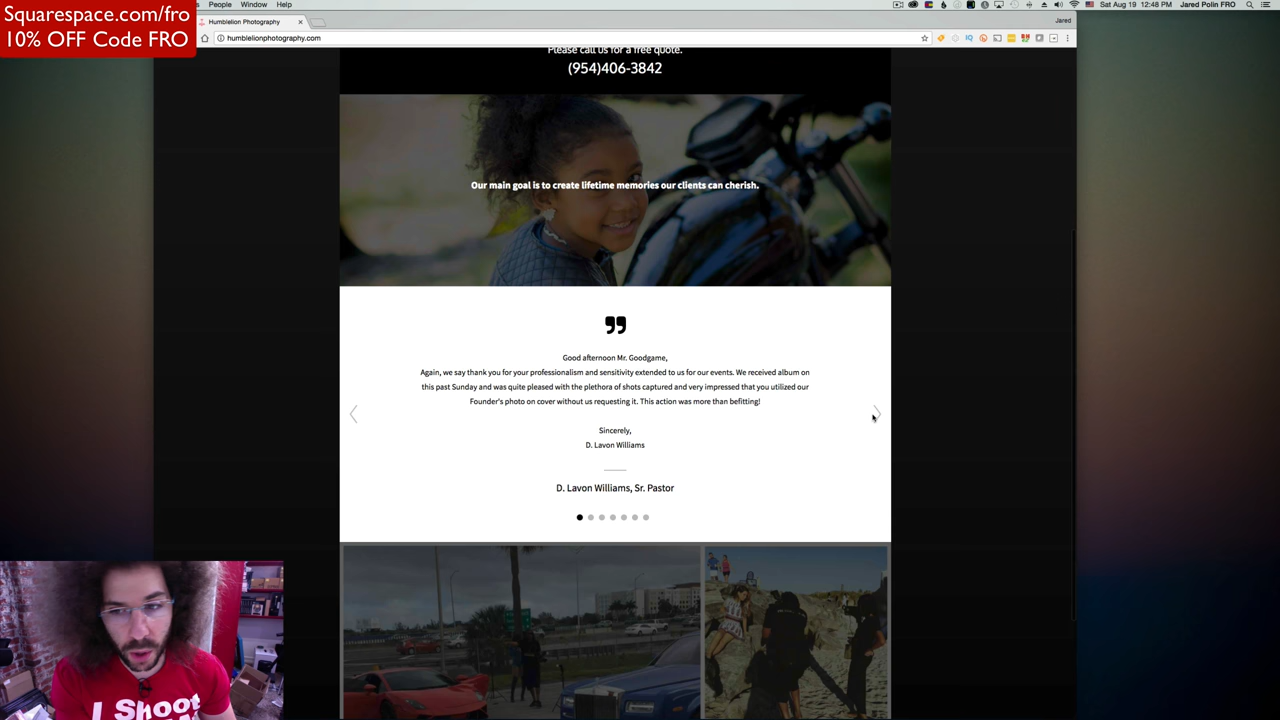 Squarespace.com/fro
10% OFF Code FRO
People Window Help
Sat Aug 19 12:48 PM Jared Polin FRO
Humblelion Photography
Jared
humblelionphotography.com
Please call us for a free quote.
(954)406-3842
Our main goal is to create lifetime memories our clients can cherish.
Good afternoon Mr. Goodgame,
Again, we say thank you for your professionalism and sensitivity extended to us for our events. We received album on
this past Sunday and was quite pleased with the plethora of shots captured and very impressed that you utilized our
Founder's photo on cover without us requesting it. This action was more than befitting!
Sincerely,
D. Lavon Williams
D. Lavon Williams, Sr. Pastor
I Shoot